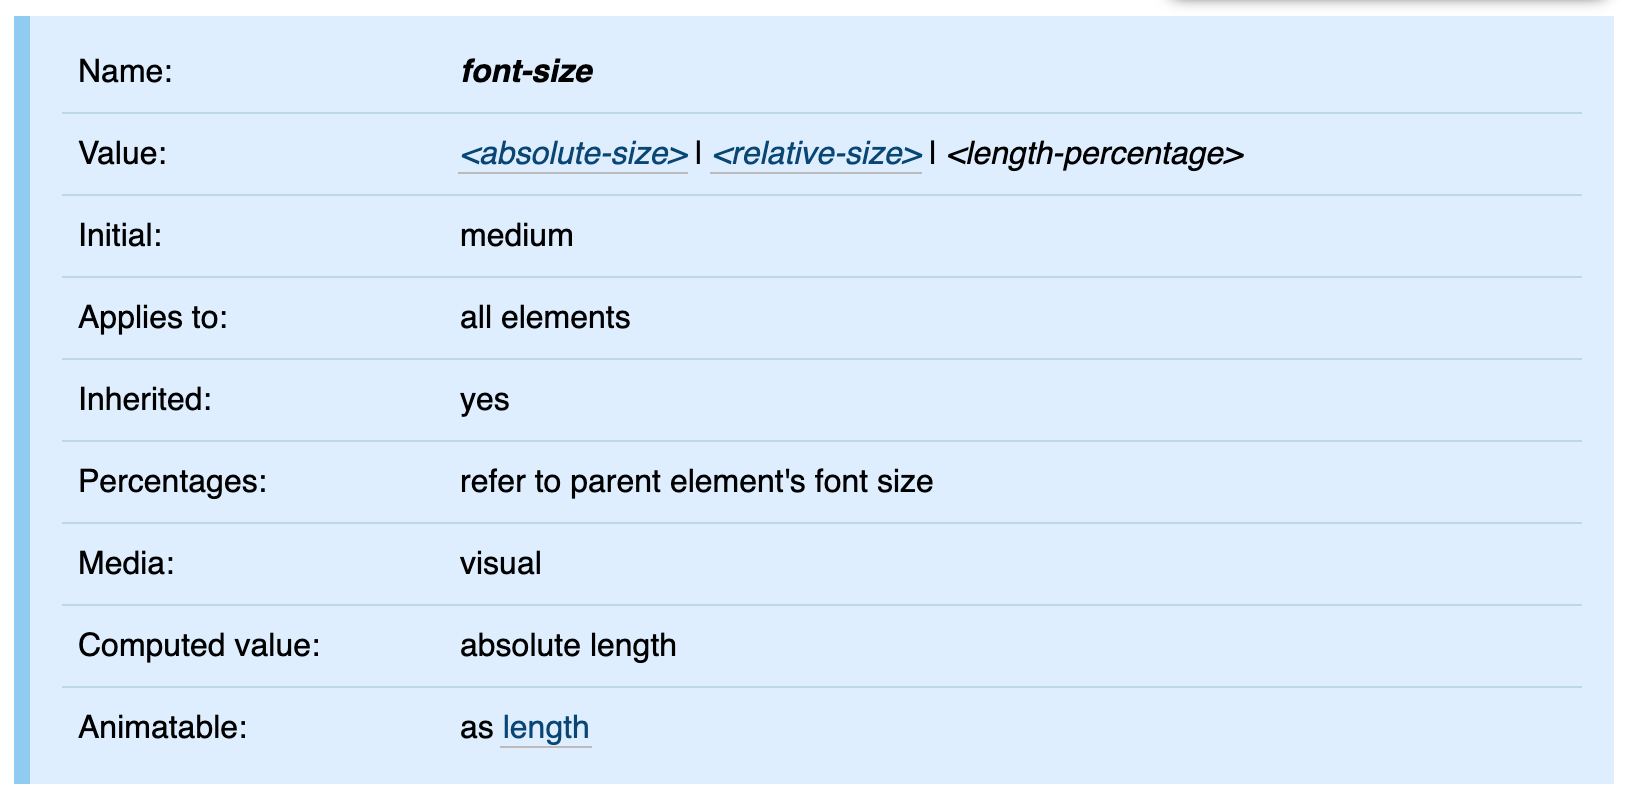 Name: font-size
Value: <absolute-size> | <relative-size> | <length-percentage>
Initial: medium
Applies to: all elements
Inherited: yes
Percentages: refer to parent element's font size
Media: visual
Computed value: absolute length
Animatable: as length